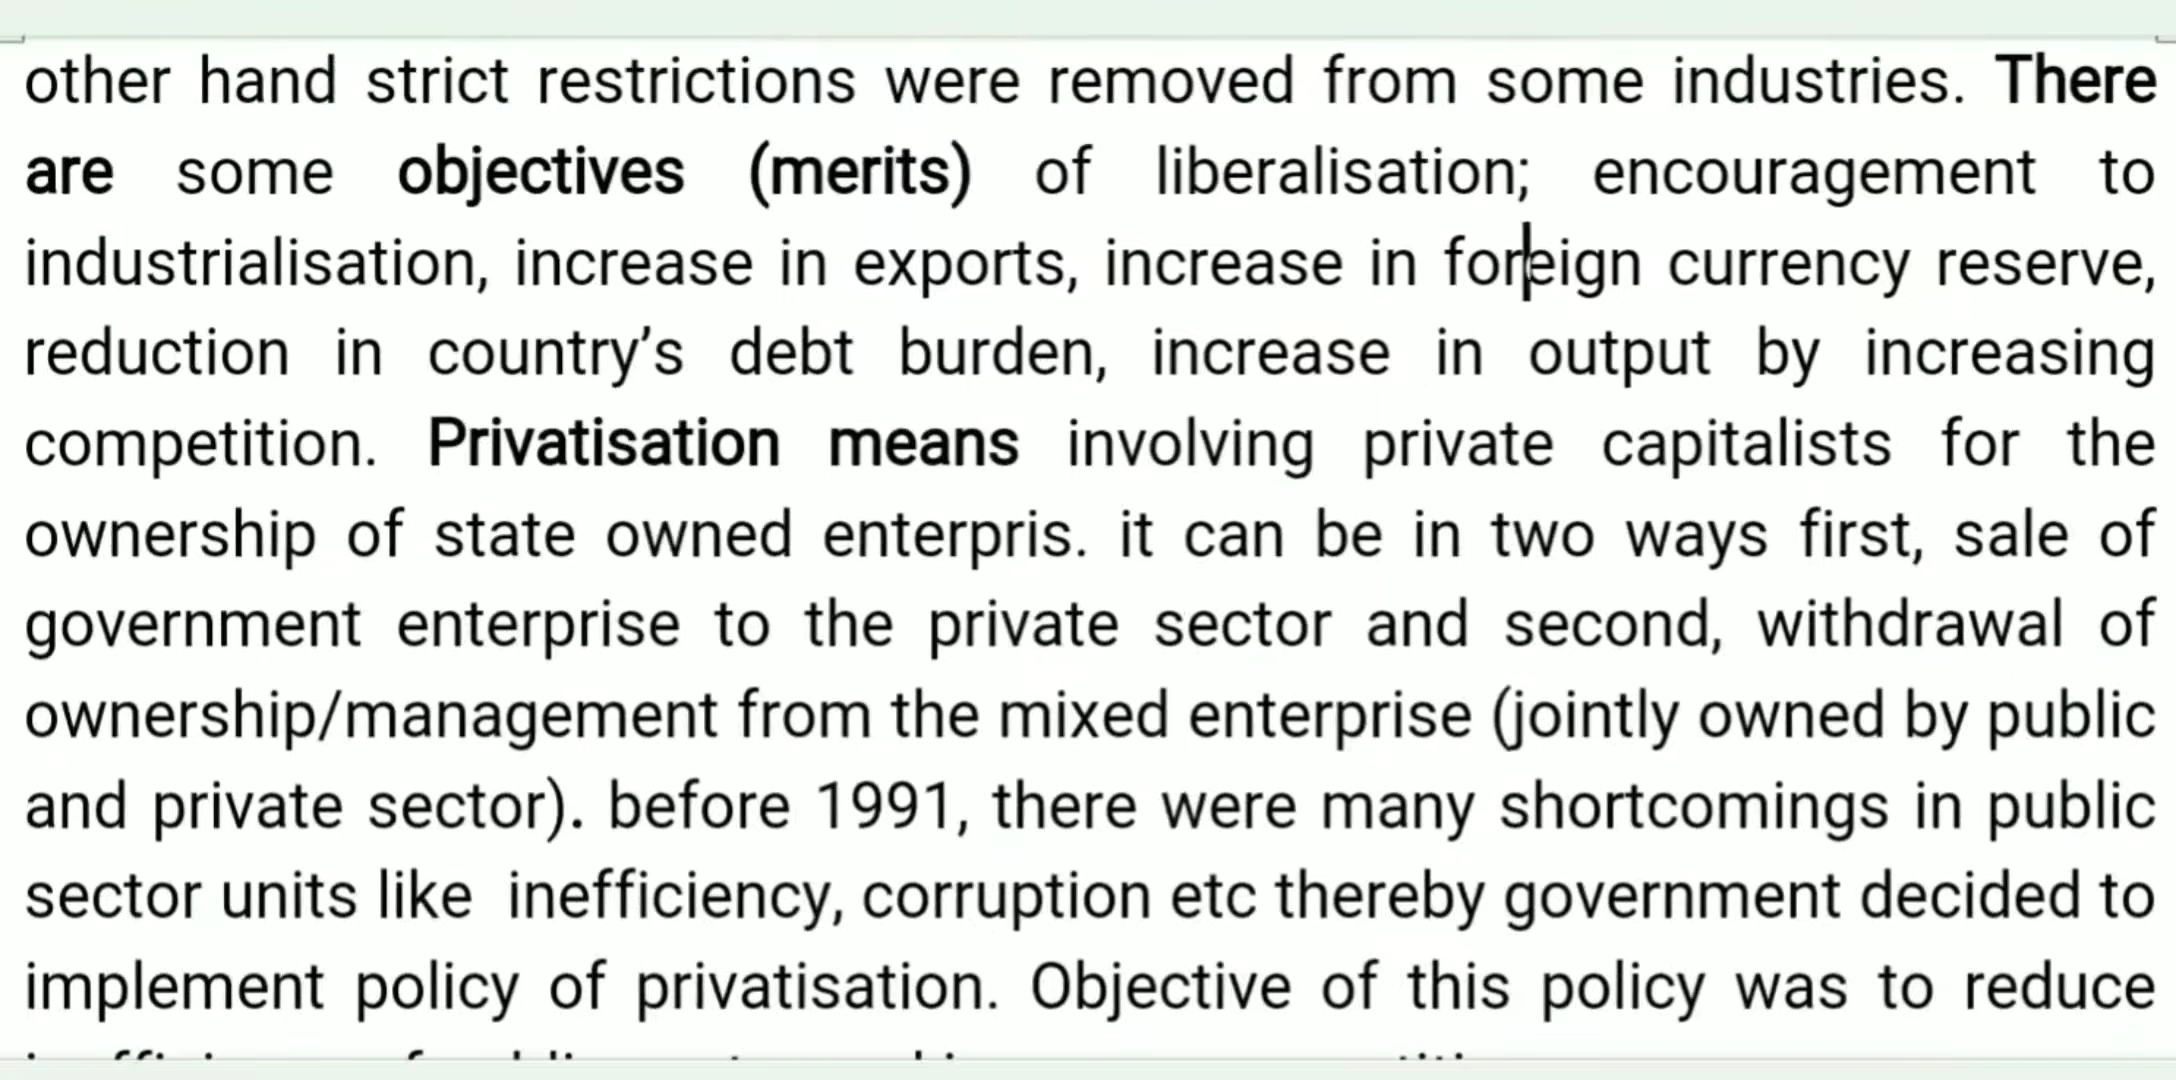 other hand strict restrictions were removed from some industries. There
are some objectives (merits) of liberalisation; encouragement to
industrialisation, increase in exports, increase in foreign currency reserve,
reduction in country’s debt burden, increase in output by increasing
competition. Privatisation means involving private capitalists for the
ownership of state owned enterpris. it can be in two ways first, sale of
government enterprise to the private sector and second, withdrawal of
ownership/management from the mixed enterprise (jointly owned by public
and private sector). before 1991, there were many shortcomings in public
sector units like  inefficiency, corruption etc thereby government decided to
implement policy of privatisation. Objective of this policy was to reduce